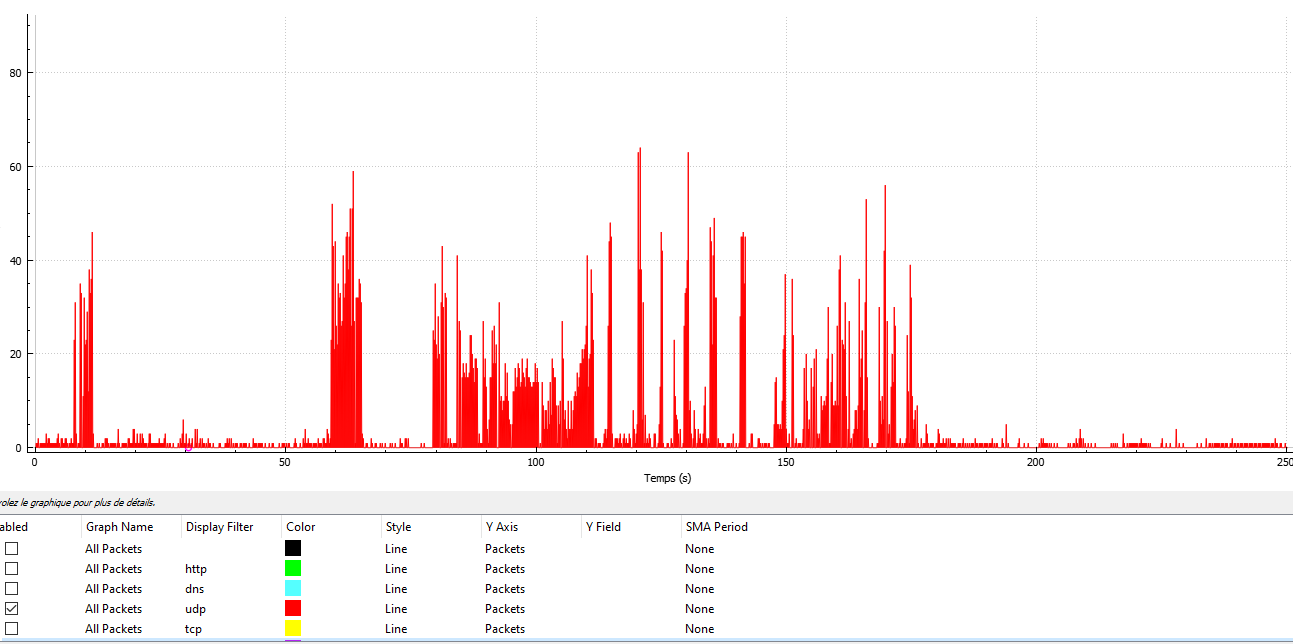 80
60
40
20
0
0 50 100 150 200 250
Temps (s)
volez le graphique pour plus de détails.
abled Graph Name Display Filter Color Style Y Axis Y Field SMA Period
All Packets Line Packets None
All Packets http Line Packets None
All Packets dns Line Packets None
All Packets udp Line Packets None
All Packets tcp Line Packets None